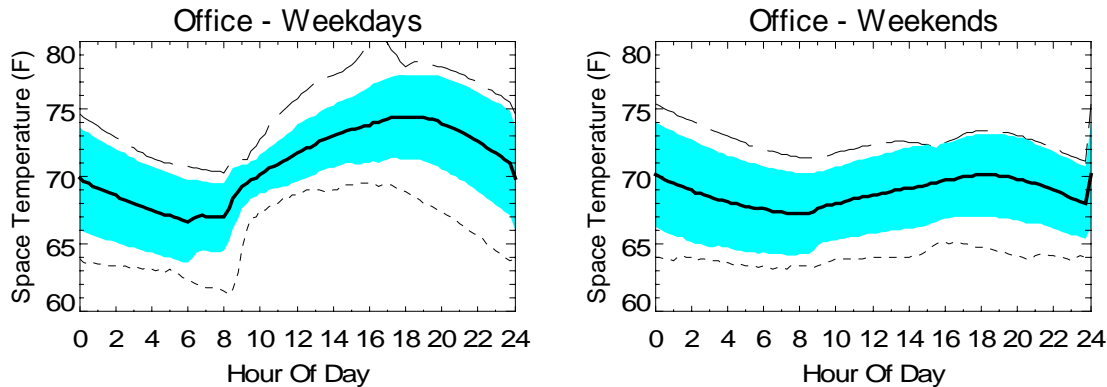 Office - Weekdays
Space Temperature (F)
80
75
70
65
60
0 2 4 6 8 10 12 14 16 18 20 22 24
Hour Of Day
Office - Weekends
Space Temperature (F)
80
75
70
65
60
0 2 4 6 8 10 12 14 16 18 20 22 24
Hour Of Day